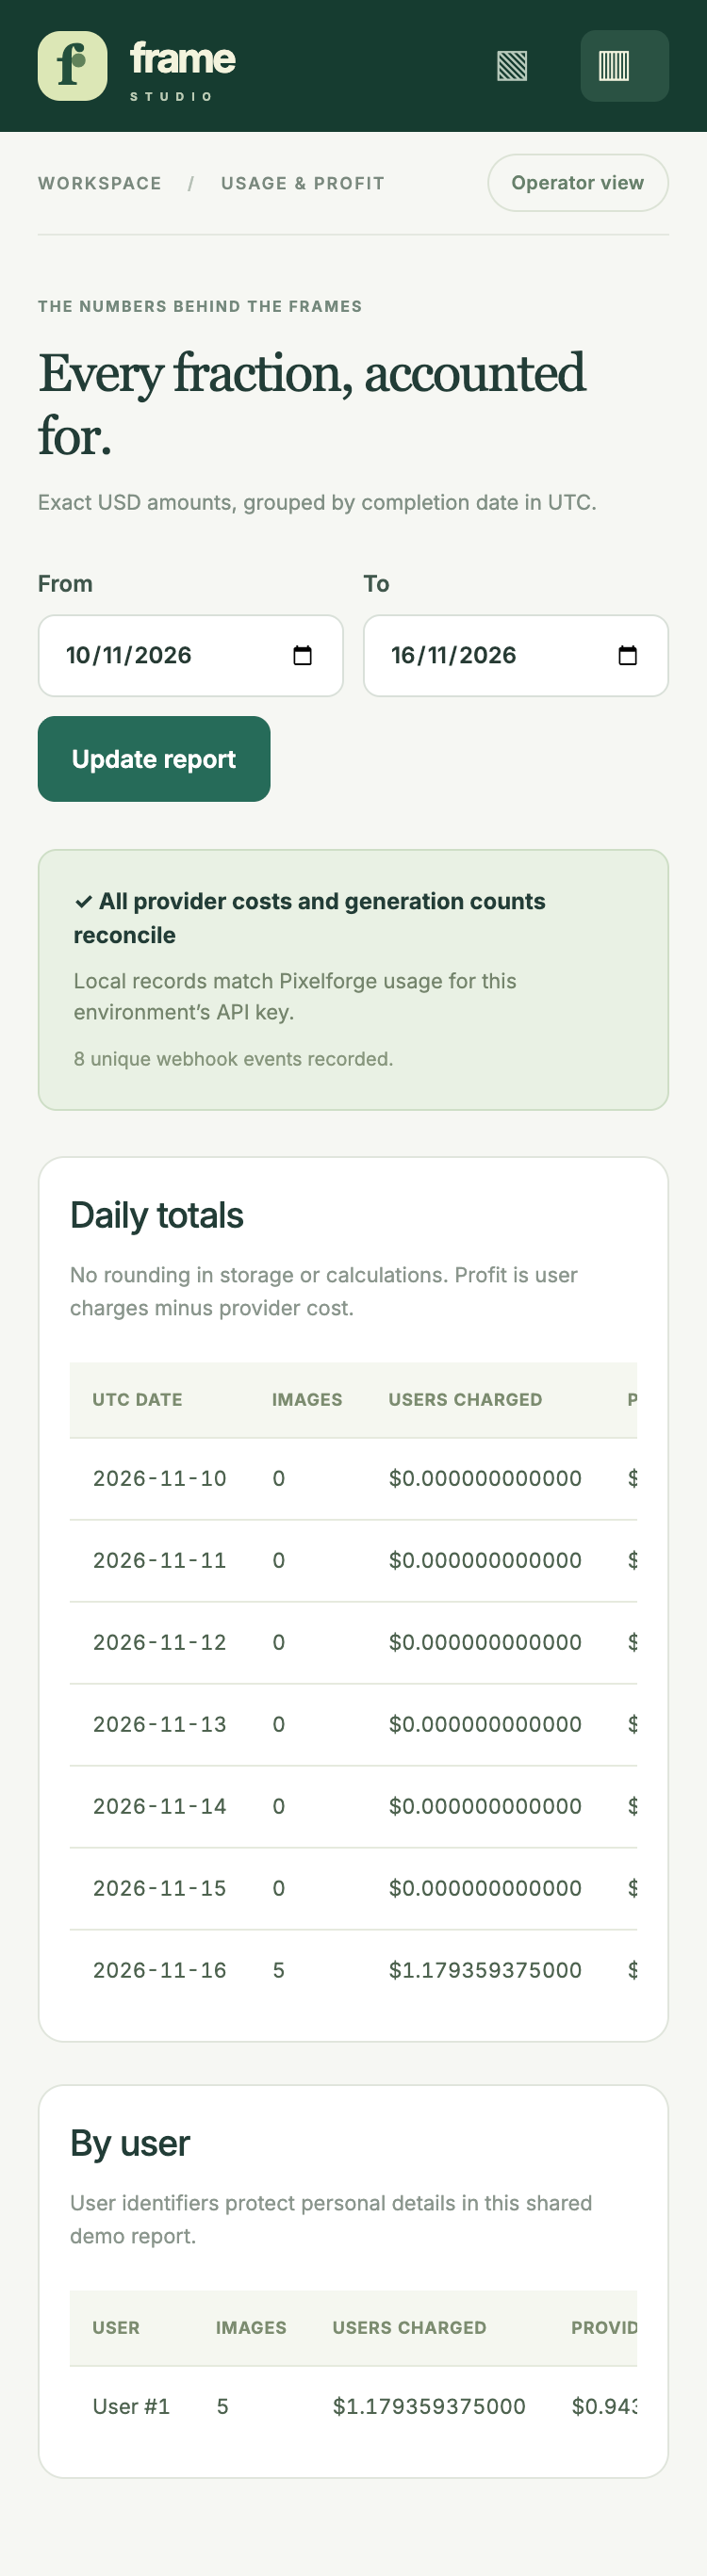 f frame
STUDIO
WORKSPACE / USAGE & PROFIT
Operator view
THE NUMBERS BEHIND THE FRAMES
Every fraction, accounted
for.
Exact USD amounts, grouped by completion date in UTC.
From To
10/11/2026 16/11/2026
Update report
✓ All provider costs and generation counts
reconcile
Local records match Pixelforge usage for this
environment’s API key.
8 unique webhook events recorded.
Daily totals
No rounding in storage or calculations. Profit is user
charges minus provider cost.
UTC DATE IMAGES USERS CHARGED P
2026-11-10 0 $0.000000000000 $
2026-11-11 0 $0.000000000000 $
2026-11-12 0 $0.000000000000 $
2026-11-13 0 $0.000000000000 $
2026-11-14 0 $0.000000000000 $
2026-11-15 0 $0.000000000000 $
2026-11-16 5 $1.179359375000 $
By user
User identifiers protect personal details in this shared
demo report.
USER IMAGES USERS CHARGED PROVID
User #1 5 $1.179359375000 $0.943